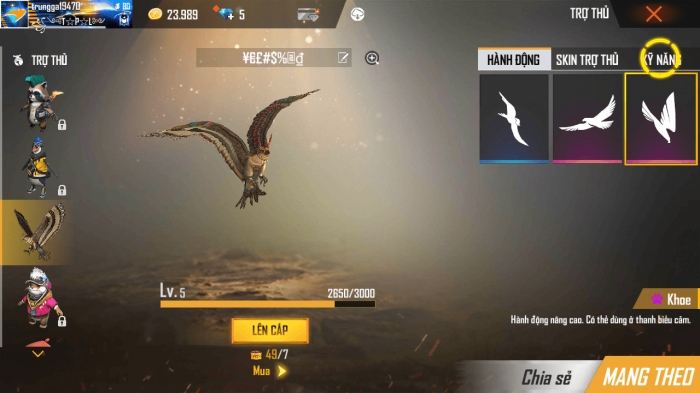 trungga19470
23.989
5
TRỢ THỦ
TRỢ THỦ
¥₤£#$%
HÀNH ĐỘNG
SKIN TRỢ THỦ
KỸ NĂNG
Lv.5
2650/3000
LÊN CẤP
49/7
Mua
Khoe
Hành động nâng cao. Có thể dùng ở thanh biểu cảm.
Chia sẻ
MANG THEO